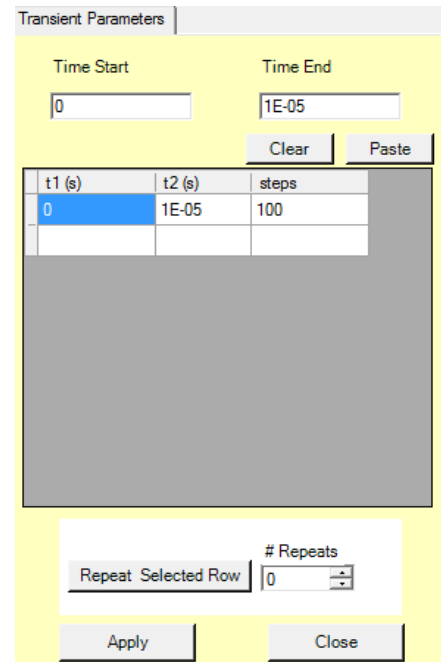 Transient Parameters
Time Start Time End
0 1E-05
Clear Paste
t1 (s) t2 (s) steps
0 1E-05 100
# Repeats
Repeat Selected Row 0
Apply Close